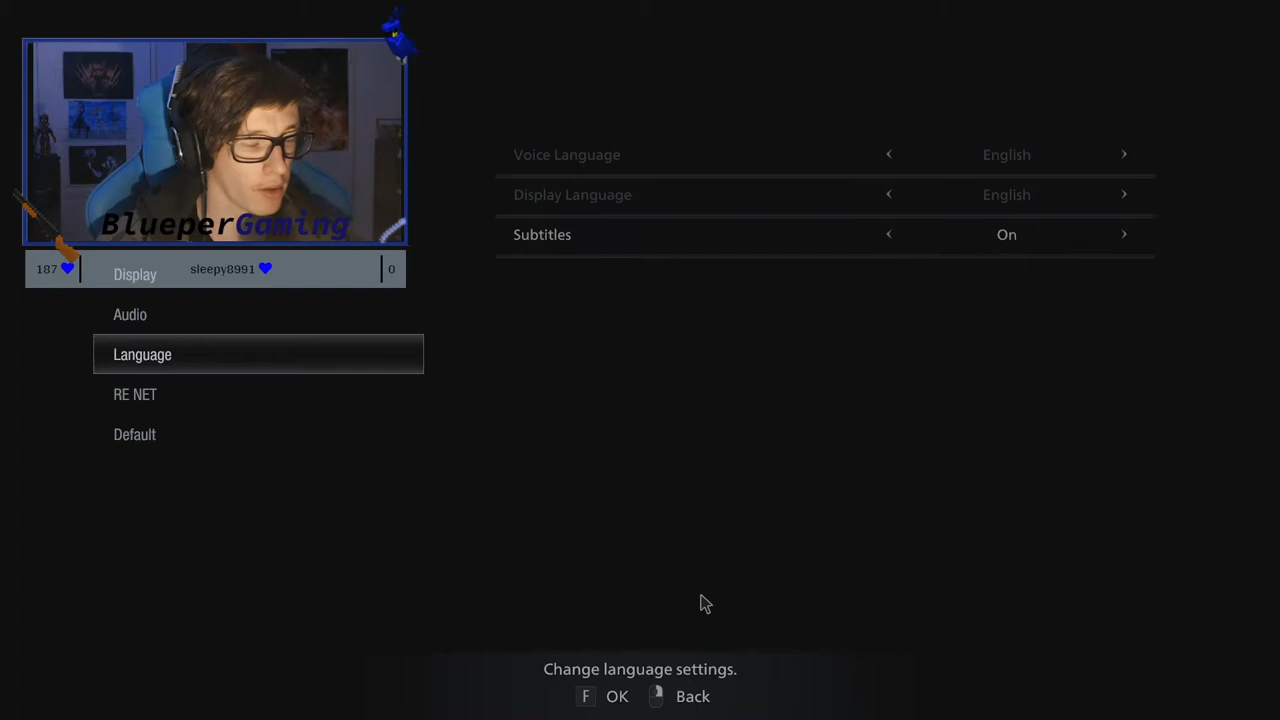 BlueperGaming
187 sleepy8991 0
Display
Audio
Language
RE NET
Default
Voice Language English
Display Language English
Subtitles On
Change language settings.
F OK Back